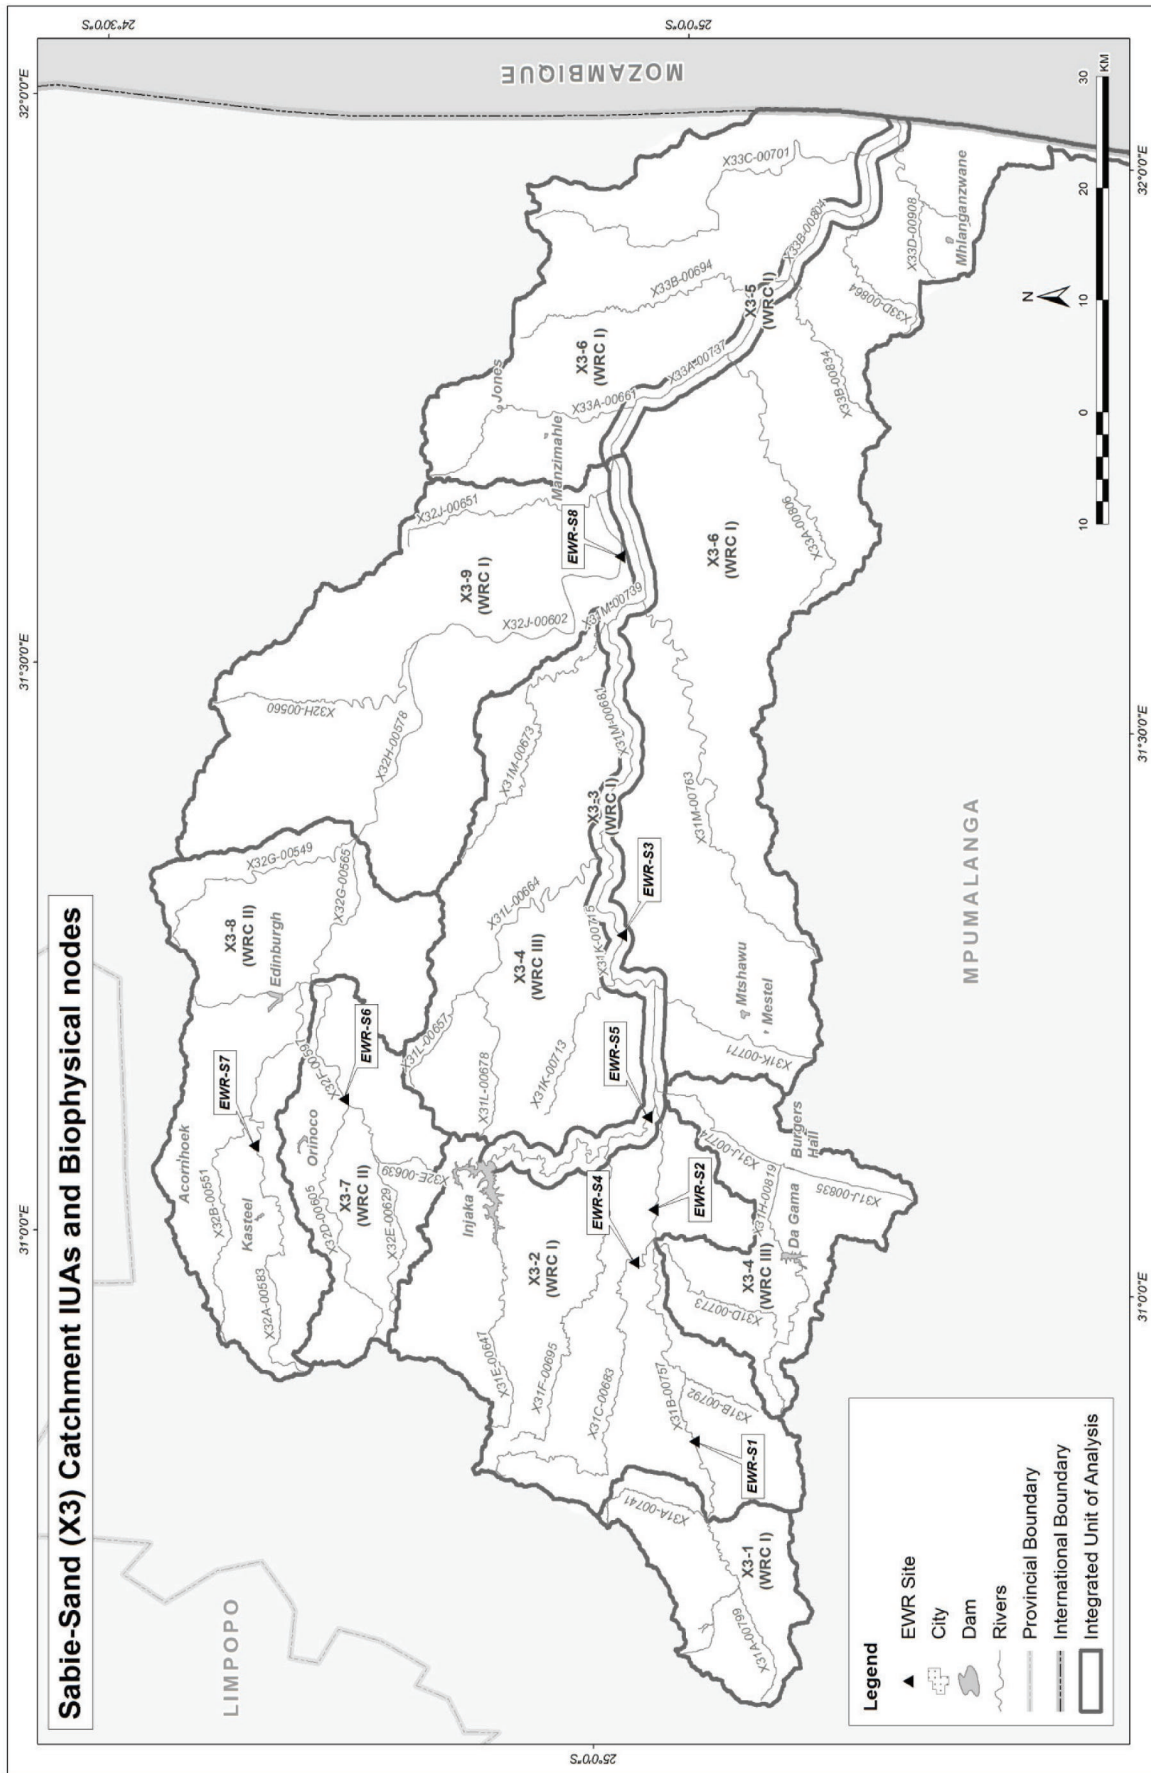 Sabie-Sand (X3) Catchment IUAs and Biophysical nodes
31°0'0"E
31°30'0"E
32°0'0"E
24°30'0"S
25°0'0"S
25°0'0"S
31°0'0"E
31°30'0"E
32°0'0"E
LIMPOPO
MPUMALANGA
MOZAMBIQUE
Acornhoek
X32B-00551
Kasteel
X32A-00583
EWR-S7
X3-8
(WRC II)
Edinburgh
X32G-00549
X32G-00565
Orinoco
X32D-00605
X32F-00597
EWR-S6
X3-7
(WRC II)
X32E-00629
X32E-00639
X32H-00560
X32H-00578
X3-9
(WRC I)
X32J-00602
X32J-00651
Manzimahle
EWR-S8
Jones
X3-6
(WRC I)
X33A-00661
X33B-00694
X33C-00701
Injaka
X3-2
(WRC I)
X31E-00647
X31F-00695
X31C-00683
EWR-S4
EWR-S2
EWR-S5
X31L-00657
X31L-00678
X31K-00713
X3-4
(WRC III)
X31L-00664
X31K-00715
X31M-00673
X3-3
(WRC I)
X31M-00681
X31M-00739
EWR-S3
X31M-00763
X3-6
(WRC I)
X33A-00737
X33A-00806
X3-5
(WRC I)
X33B-00804
X33B-00834
X33D-00864
X33D-00908
Mhlanganzwane
X31A-00741
X3-1
(WRC I)
X31A-00799
EWR-S1
X31B-00757
X31B-00792
X31D-00773
X3-4
(WRC III)
Da Gama
X31H-00819
X31J-00774
X31J-00835
Burgers
Hall
X31K-00771
Mtshawu
Mestel
Legend
EWR Site
City
Dam
Rivers
Provincial Boundary
International Boundary
Integrated Unit of Analysis
N
10 0 10 20 30
KM